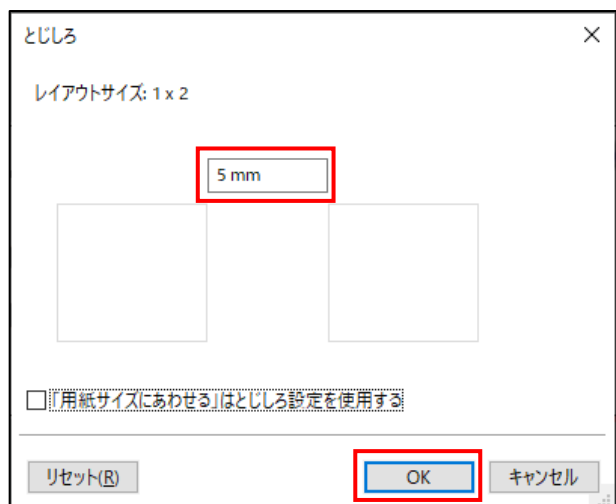 とじしろ
レイアウトサイズ: 1 x 2
5 mm
「用紙サイズにあわせる」はとじしろ設定を使用する
リセット(R)
OK
キャンセル